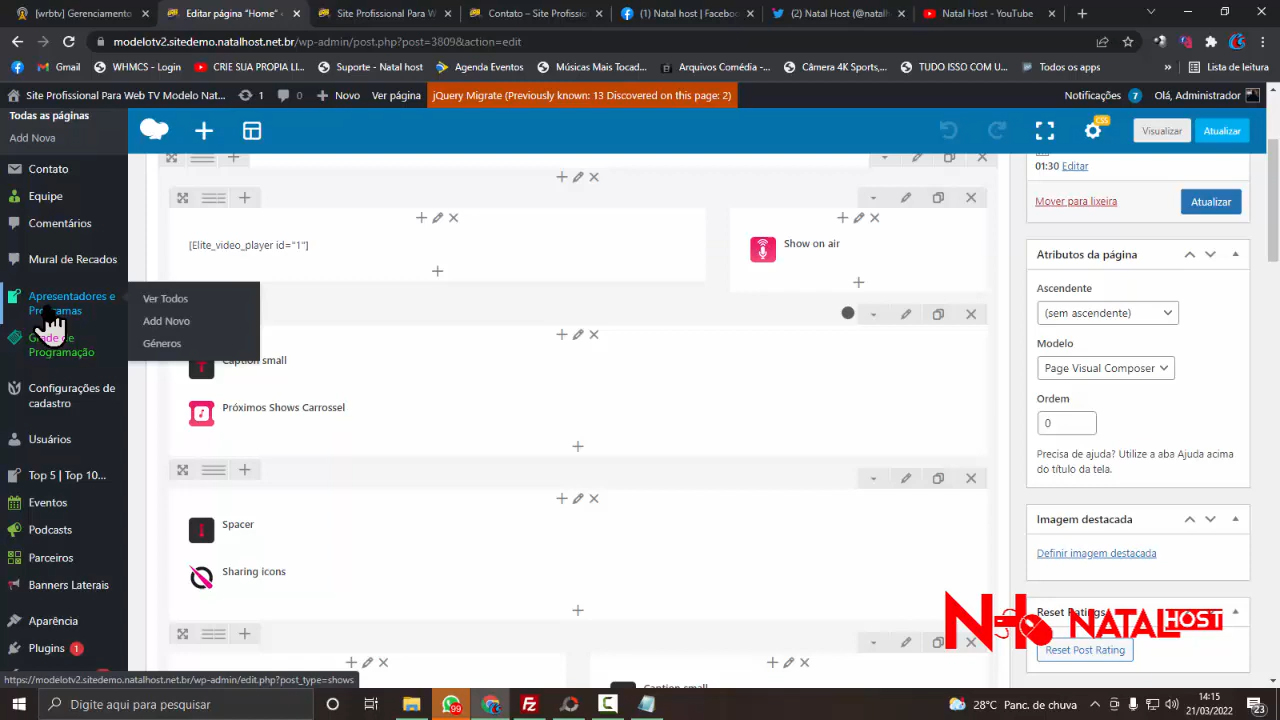 (wrbtv) Gerenciamento
Editar página “Home” ‹
Site Profissional Para W
Contato – Site Profissio
(1) Natal host | Facebo
(2) Natal Host (@natalh
Natal Host - YouTube
modelotv2.sitedemo.natalhost.net.br/wp-admin/post.php?post=3809&action=edit
Gmail
WHMCS - Login
CRIE SUA PROPIA LI...
Suporte - Natal host
Agenda Eventos
Músicas Mais Tocad...
Arquivos Comédia -...
Câmera 4K Sports,...
TUDO ISSO COM U...
Todos os apps
»
Lista de leitura
Site Profissional Para Web TV Modelo Nat...
1
0
Novo
Ver página
jQuery Migrate (Previously known: 13 Discovered on this page: 2)
Notificações
7
Olá, Administrador
Todas as páginas
Add Nova
Contato
Equipe
Comentários
Mural de Recados
Apresentadores e
Programas
Grade de
Programação
Configurações de
cadastro
Usuários
Top 5 | Top 10...
Eventos
Podcasts
Parceiros
Banners Laterais
Aparência
Plugins
1
Ver Todos
Add Novo
Géneros
CSS
Visualizar
Atualizar
[Elite_video_player id="1"]
Show on air
Caption small
Próximos Shows Carrossel
Spacer
Sharing icons
Caption small
01:30 Editar
Mover para lixeira
Atualizar
Atributos da página
Ascendente
(sem ascendente)
Modelo
Page Visual Composer
Ordem
0
Precisa de ajuda? Utilize a aba Ajuda acima
do título da tela.
Imagem destacada
Definir imagem destacada
Reset Ratings
Reset Post Rating
NATAL HOST
https://modelotv2.sitedemo.natalhost.net.br/wp-admin/edit.php?post_type=shows
Digite aqui para pesquisar
99
28°C Panc. de chuva
14:15
21/03/2022
23